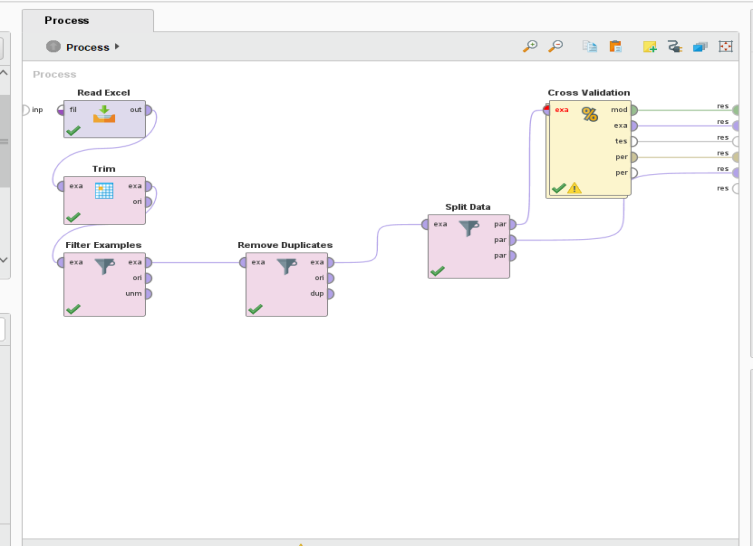 Process
Process
Process
Read Excel
inp
fil
out
Trim
exa
exa
ori
Filter Examples
exa
exa
ori
unm
Remove Duplicates
exa
exa
ori
dup
Split Data
exa
par
par
par
Cross Validation
exa
%
mod
exa
tes
per
per
res
res
res
res
res
res